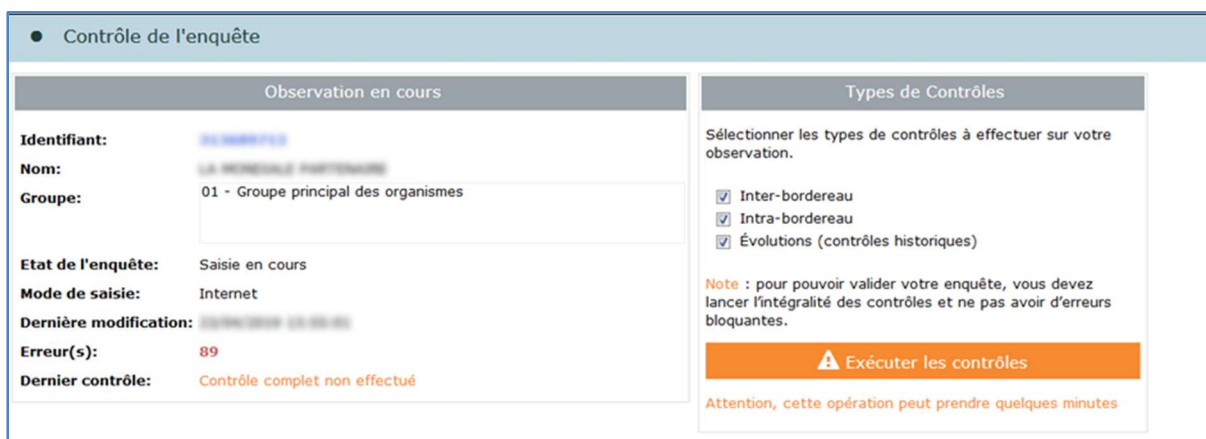 Contrôle de l'enquête
Observation en cours
Identifiant:
Nom:
Groupe: 01 - Groupe principal des organismes
Etat de l'enquête: Saisie en cours
Mode de saisie: Internet
Dernière modification:
Erreur(s): 89
Dernier contrôle: Contrôle complet non effectué
Types de Contrôles
Sélectionner les types de contrôles à effectuer sur votre
observation.
Inter-bordereau
Intra-bordereau
Évolutions (contrôles historiques)
Note : pour pouvoir valider votre enquête, vous devez
lancer l'intégralité des contrôles et ne pas avoir d'erreurs
bloquantes.
Exécuter les contrôles
Attention, cette opération peut prendre quelques minutes